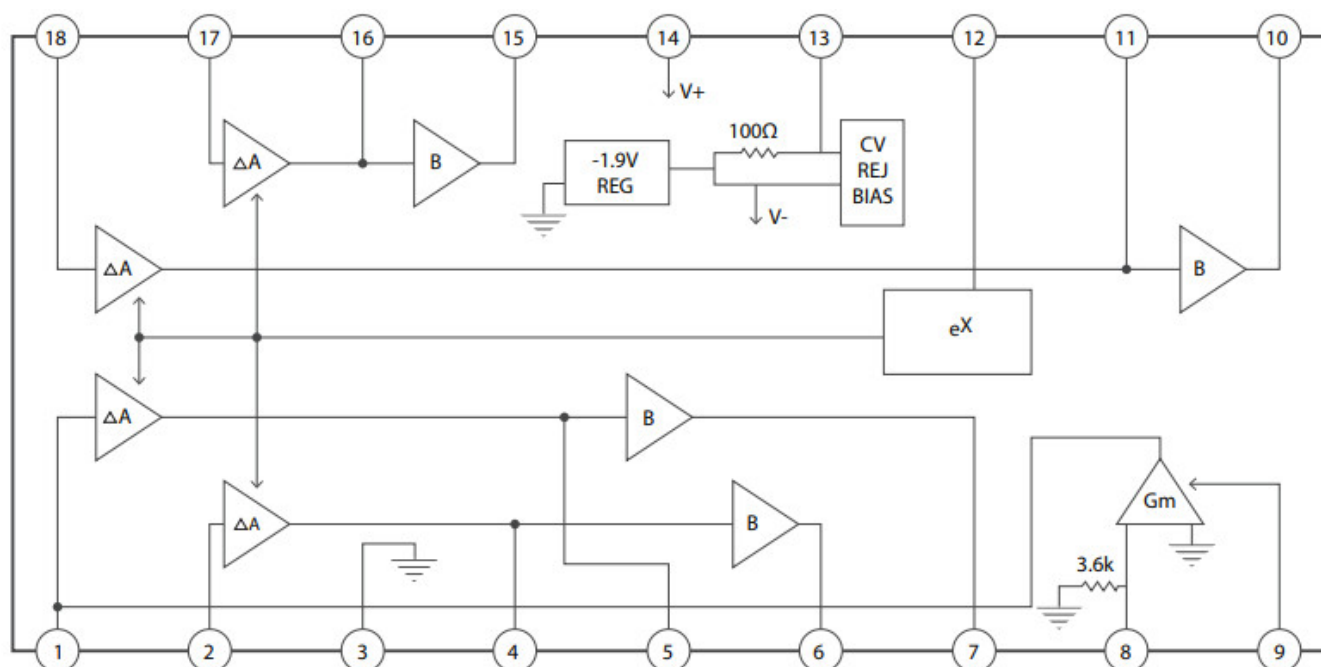 18 17 16 15 14 13 12 11 10
V+
100Ω
ΔA B -1.9V CV
REG REJ
BIAS
V-
ΔA B
eX
ΔA B
ΔA B Gm
3.6k
1 2 3 4 5 6 7 8 9